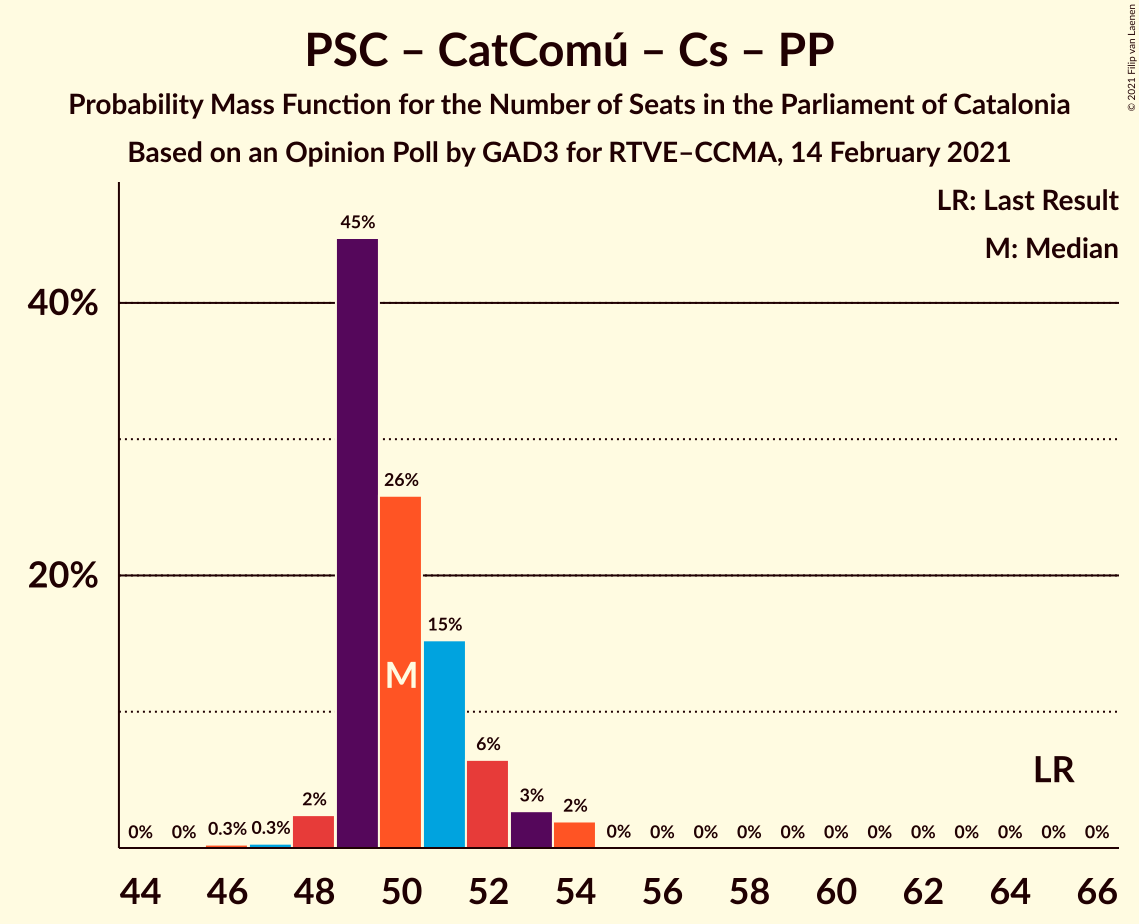 PSC – CatComú – Cs – PP
Probability Mass Function for the Number of Seats in the Parliament of Catalonia
Based on an Opinion Poll by GAD3 for RTVE–CCMA, 14 February 2021
© 2021 Filip van Laenen
LR: Last Result
M: Median
40%
20%
0% 0% 0.3% 0.3% 2% 45% 26% 15% 6% 3% 2% 0% 0% 0% 0% 0% 0% 0% 0% 0% 0% 0% 0%
M
LR
44 46 48 50 52 54 56 58 60 62 64 66